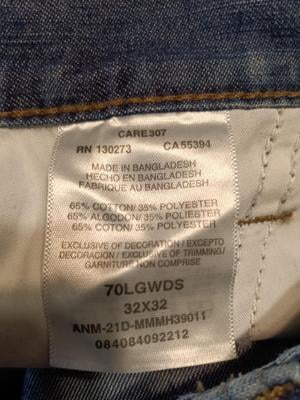 CARE307
RN 130273 CA55394
MADE IN BANGLADESH
HECHO EN BANGLADESH
FABRIQUE AU BANGLADESH
65% COTTON/ 35% POLYESTER
65% ALGODON/ 35% POLIESTER
65% COTON/ 35% POLYESTER
EXCLUSIVE OF DECORATION / EXCEPTO
DECORACION / EXCLUSIVE OF TRIMMING/
GARNITURE NON COMPRISE
70LGWDS
32X32
ANM-21D-MMMH39011
084084092212